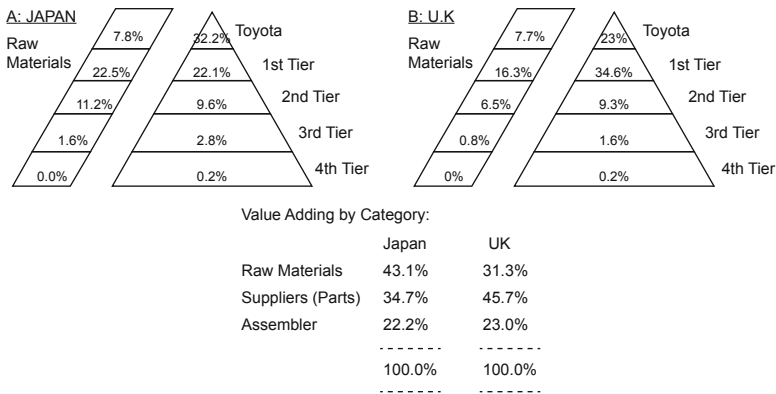 A: JAPAN
Raw
Materials
7.8%
22.5%
11.2%
1.6%
0.0%
32.2%
22.1%
9.6%
2.8%
0.2%
Toyota
1st Tier
2nd Tier
3rd Tier
4th Tier
B: U.K
Raw
Materials
7.7%
16.3%
6.5%
0.8%
0%
23%
34.6%
9.3%
1.6%
0.2%
Toyota
1st Tier
2nd Tier
3rd Tier
4th Tier
Value Adding by Category:
Japan UK
Raw Materials 43.1% 31.3%
Suppliers (Parts) 34.7% 45.7%
Assembler 22.2% 23.0%
100.0% 100.0%